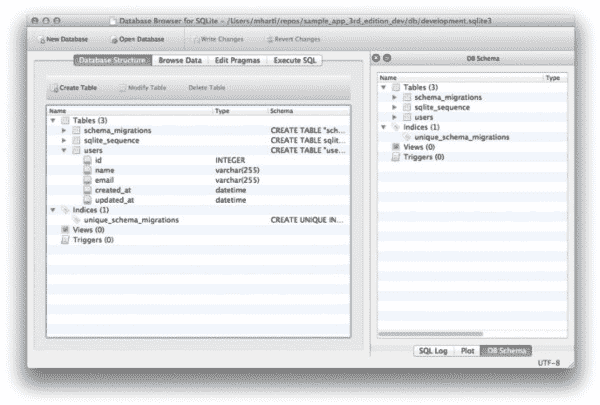 Database Browser for SQLite - /Users/mhartl/repos/sample_app_3rd_edition_dev/db/development.sqlite3
New Database Open Database Write Changes Revert Changes
Database Structure Browse Data Edit Pragmas Execute SQL
Create Table Modify Table Delete Table
Name Type Schema
Tables (3)
schema_migrations CREATE TABLE "sch...
sqlite_sequence CREATE TABLE sqlit...
users CREATE TABLE "use...
id INTEGER
name varchar(255)
email varchar(255)
created_at datetime
updated_at datetime
Indices (1)
unique_schema_migrations CREATE UNIQUE IN...
Views (0)
Triggers (0)
DB Schema
Name Type
Tables (3)
schema_migrations
sqlite_sequence
users
Indices (1)
unique_schema_migrations
Views (0)
Triggers (0)
SQL Log Plot DB Schema
UTF-8